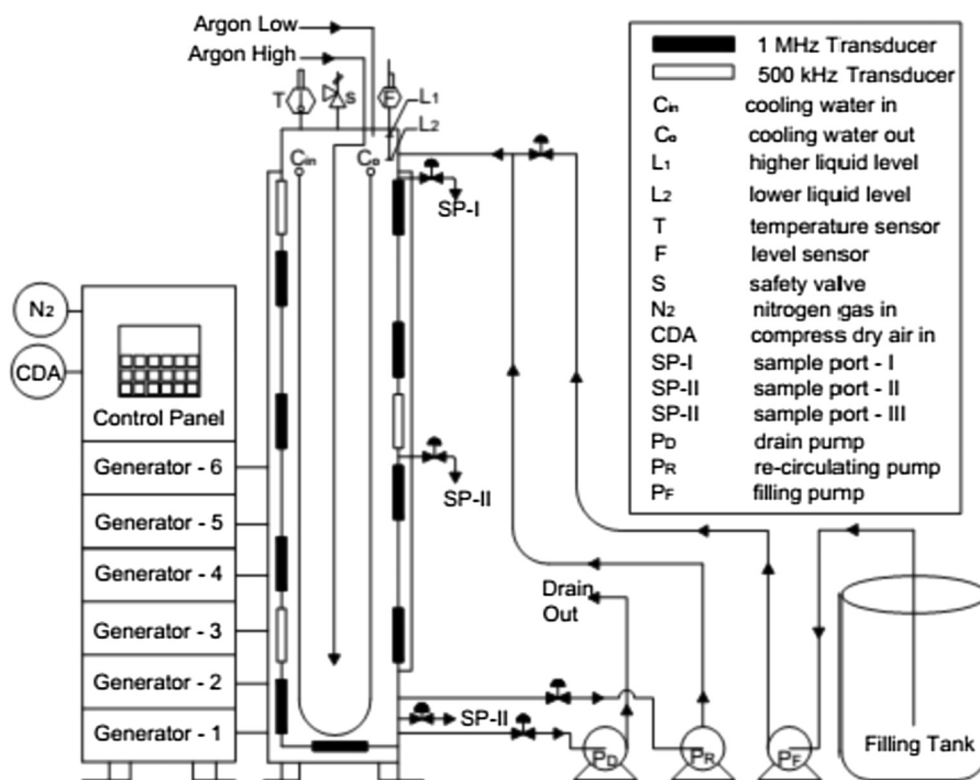 Argon Low
Argon High
T
S
F
L1
L2
Cin
Co
SP-I
SP-II
SP-II
N2
CDA
Control Panel
Generator - 6
Generator - 5
Generator - 4
Generator - 3
Generator - 2
Generator - 1
Drain
Out
PD
PR
PF
Filling Tank
1 MHz Transducer
500 kHz Transducer
Cin cooling water in
Co cooling water out
L1 higher liquid level
L2 lower liquid level
T temperature sensor
F level sensor
S safety valve
N2 nitrogen gas in
CDA compress dry air in
SP-I sample port - I
SP-II sample port - II
SP-II sample port - III
PD drain pump
PR re-circulating pump
PF filling pump